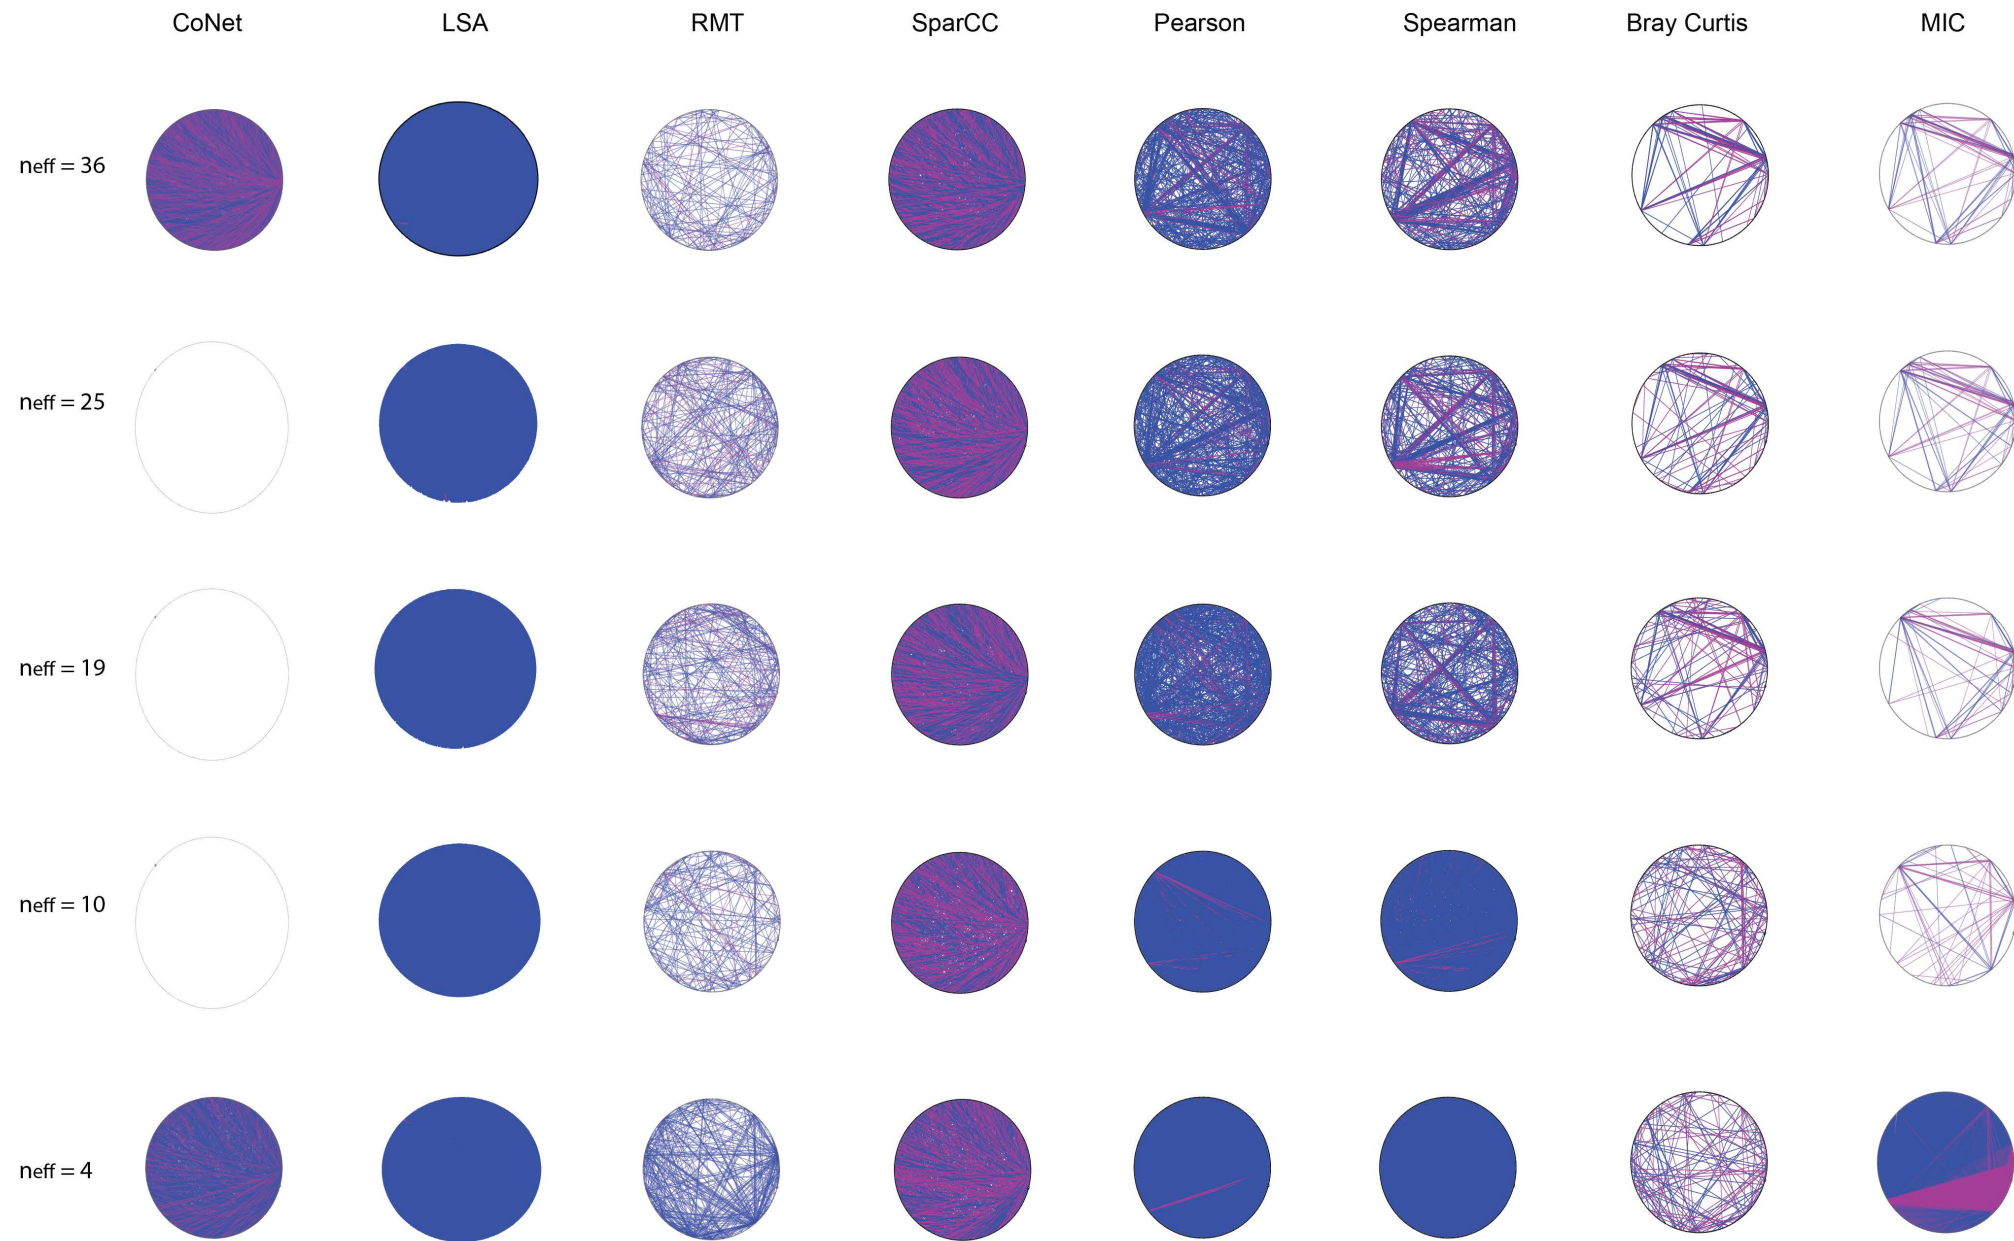 CoNet LSA RMT SparCC Pearson Spearman Bray Curtis MIC
neff = 36
neff = 25
neff = 19
neff = 10
neff = 4